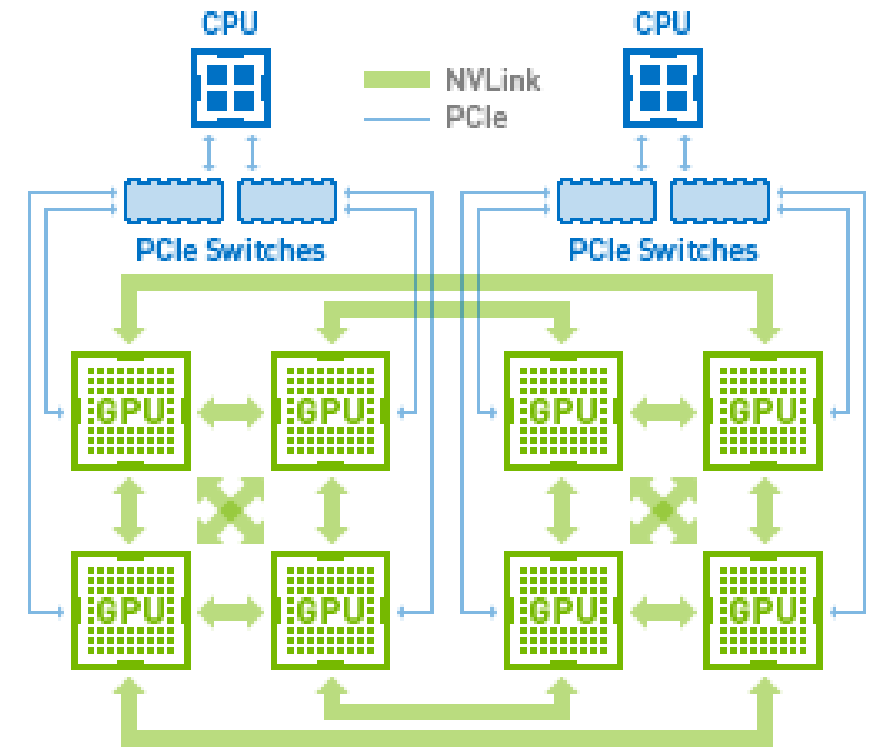 CPU
CPU
NVLink
PCIe
PCIe Switches
PCIe Switches
GPU
GPU
GPU
GPU
GPU
GPU
GPU
GPU